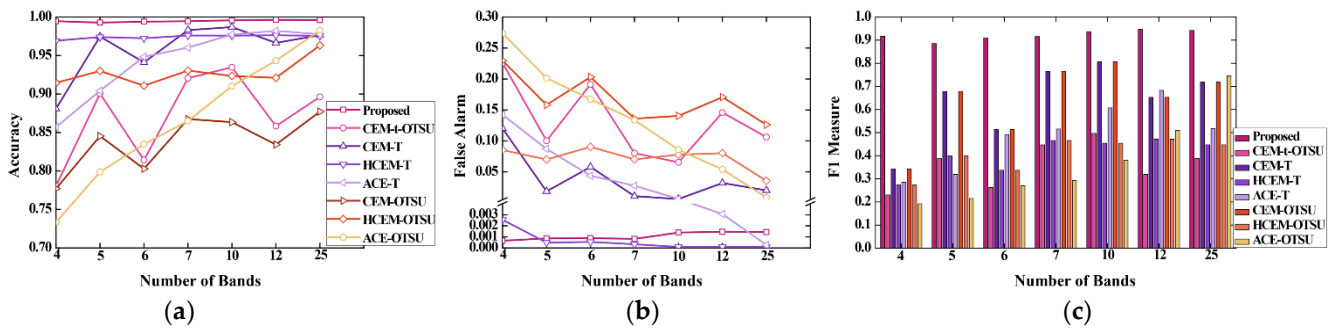 1.00
0.95
0.90
0.85
0.80
0.75
0.70
Accuracy
4 5 6 7 10 12 25
Number of Bands
Proposed
CEM-t-OTSU
CEM-T
HCEM-T
ACE-T
CEM-OTSU
HCEM-OTSU
ACE-OTSU
(a)
0.30
0.25
0.20
0.15
0.10
0.05
0.003
0.002
0.001
0.000
False Alarm
4 5 6 7 10 12 25
Number of Bands
(b)
1.0
0.9
0.8
0.7
0.6
0.5
0.4
0.3
0.2
0.1
0.0
F1 Measure
4 5 6 7 10 12 25
Number of Bands
Proposed
CEM-t-OTSU
CEM-T
HCEM-T
ACE-T
CEM-OTSU
HCEM-OTSU
ACE-OTSU
(c)